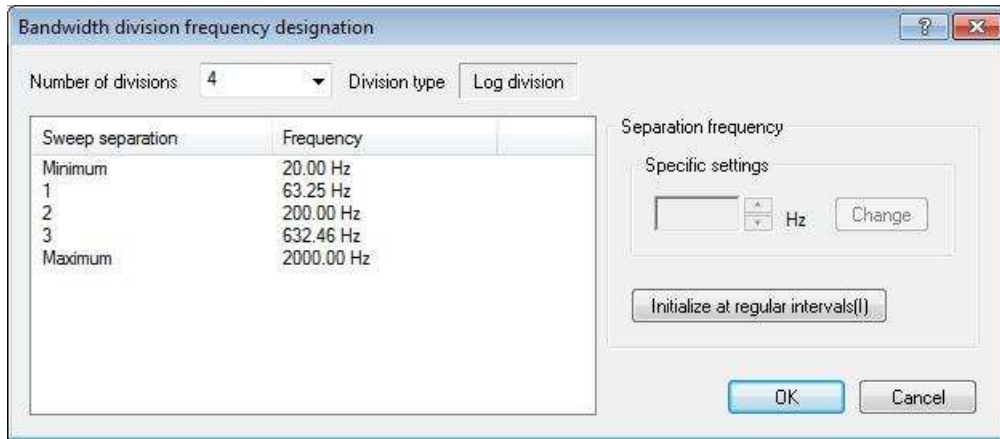 Bandwidth division frequency designation
Number of divisions 4 Division type Log division
Sweep separation Frequency
Minimum 20.00 Hz
1 63.25 Hz
2 200.00 Hz
3 632.46 Hz
Maximum 2000.00 Hz
Separation frequency
Specific settings
Hz Change
Initialize at regular intervals(I)
OK Cancel